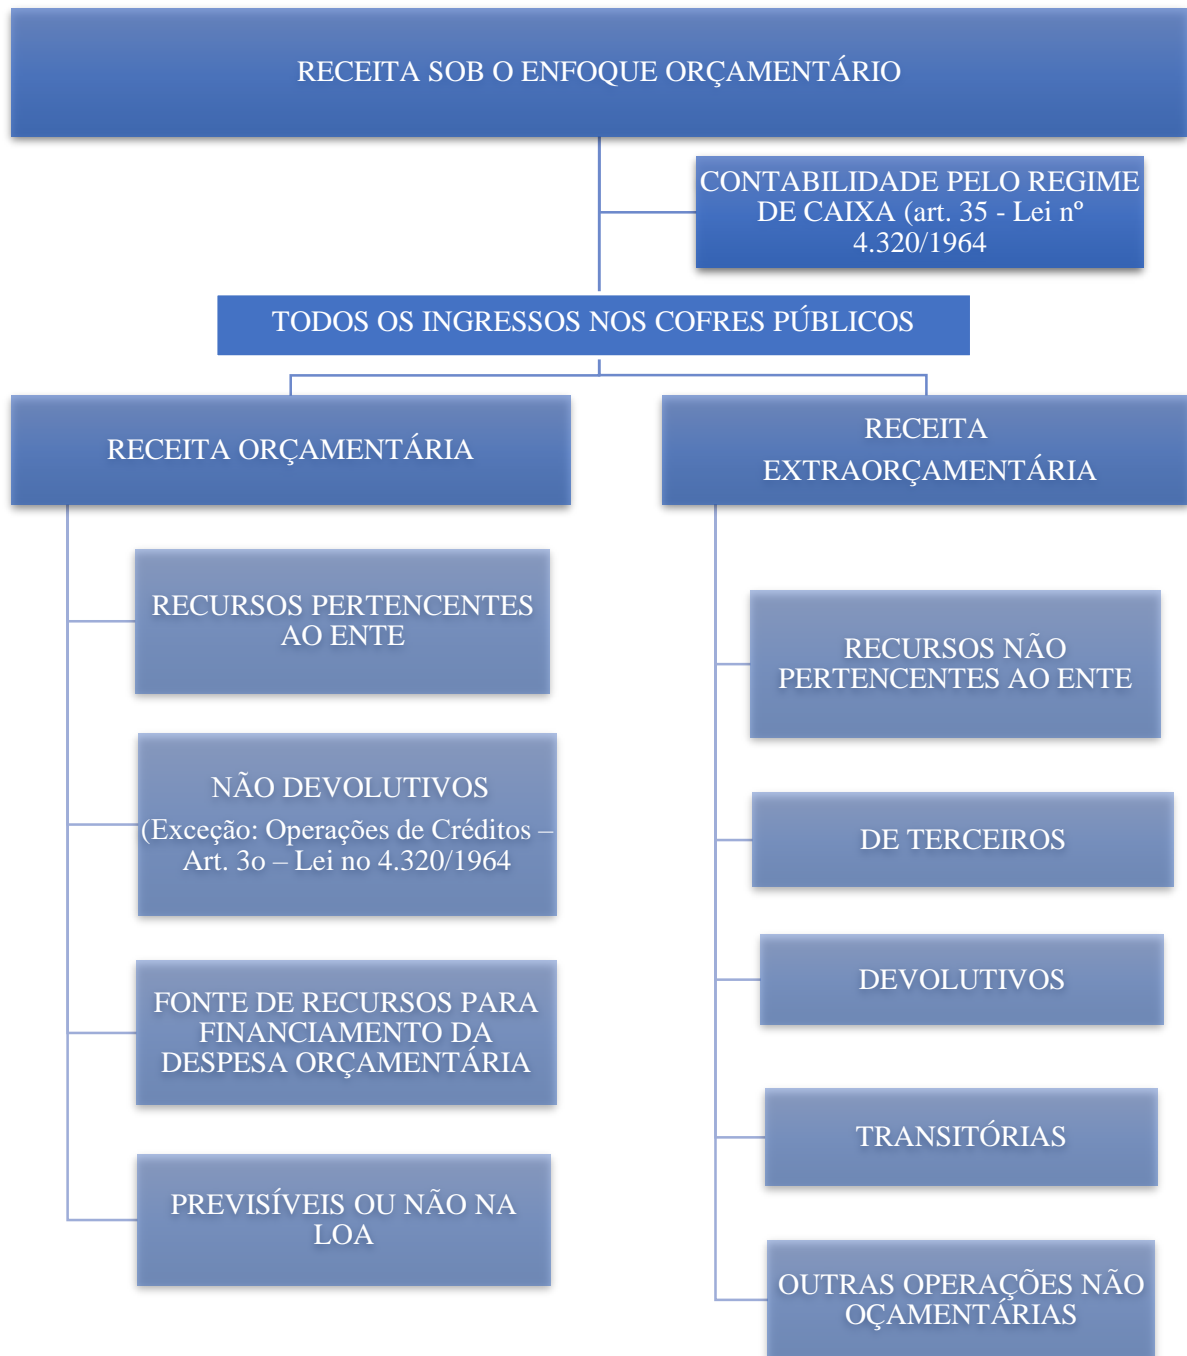 RECEITA SOB O ENFOQUE ORÇAMENTÁRIO
CONTABILIDADE PELO REGIME
DE CAIXA (art. 35 - Lei nº
4.320/1964
TODOS OS INGRESSOS NOS COFRES PÚBLICOS
RECEITA ORÇAMENTÁRIA
RECURSOS PERTENCENTES
AO ENTE
NÃO DEVOLUTIVOS
(Exceção: Operações de Créditos –
Art. 3o – Lei no 4.320/1964
FONTE DE RECURSOS PARA
FINANCIAMENTO DA
DESPESA ORÇAMENTÁRIA
PREVISÍVEIS OU NÃO NA
LOA
RECEITA
EXTRAORÇAMENTÁRIA
RECURSOS NÃO
PERTENCENTES AO ENTE
DE TERCEIROS
DEVOLUTIVOS
TRANSITÓRIAS
OUTRAS OPERAÇÕES NÃO
OÇAMENTÁRIAS